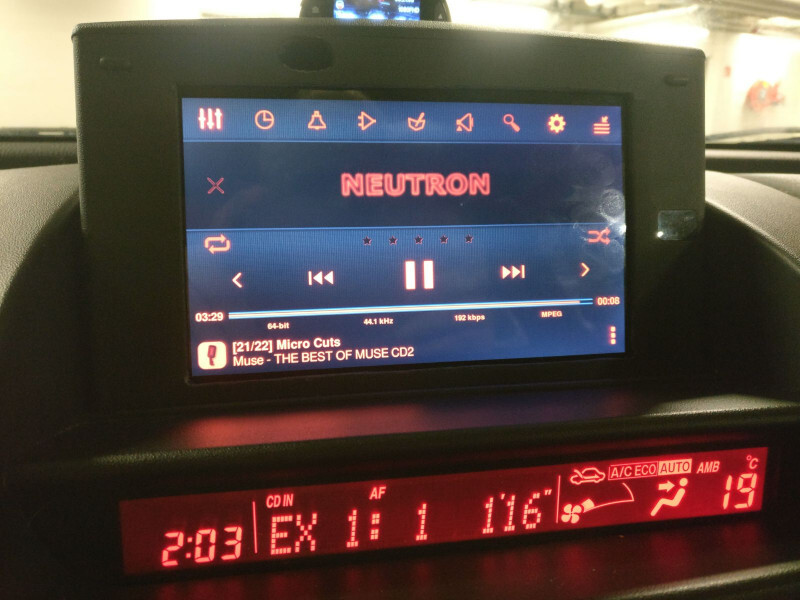 NEUTRON
03:29
00:08
64-bit 44.1 kHz 192 kbps MPEG
[21/22] Micro Cuts
Muse - THE BEST OF MUSE CD2
CD IN AF A/C ECO AUTO AMB °C
2:03 EX 1: 1 1'16" 19